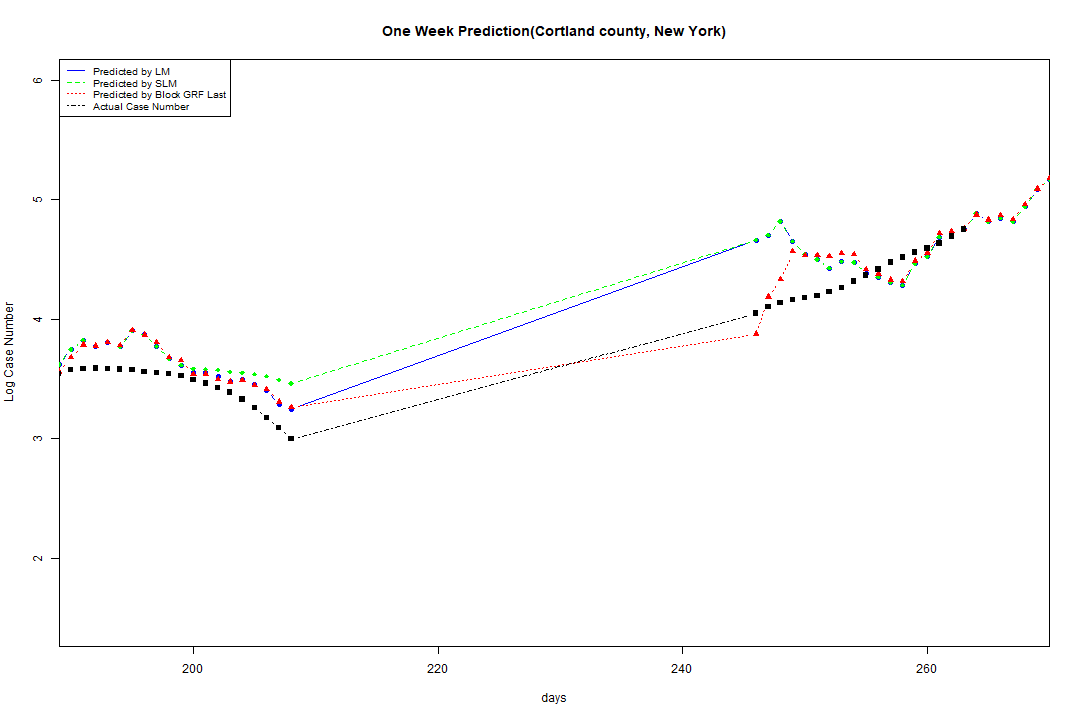 One Week Prediction(Cortland county, New York)
Predicted by LM
Predicted by SLM
Predicted by Block GRF Last
Actual Case Number
6
5
4
3
2
Log Case Number
200
220
240
260
days